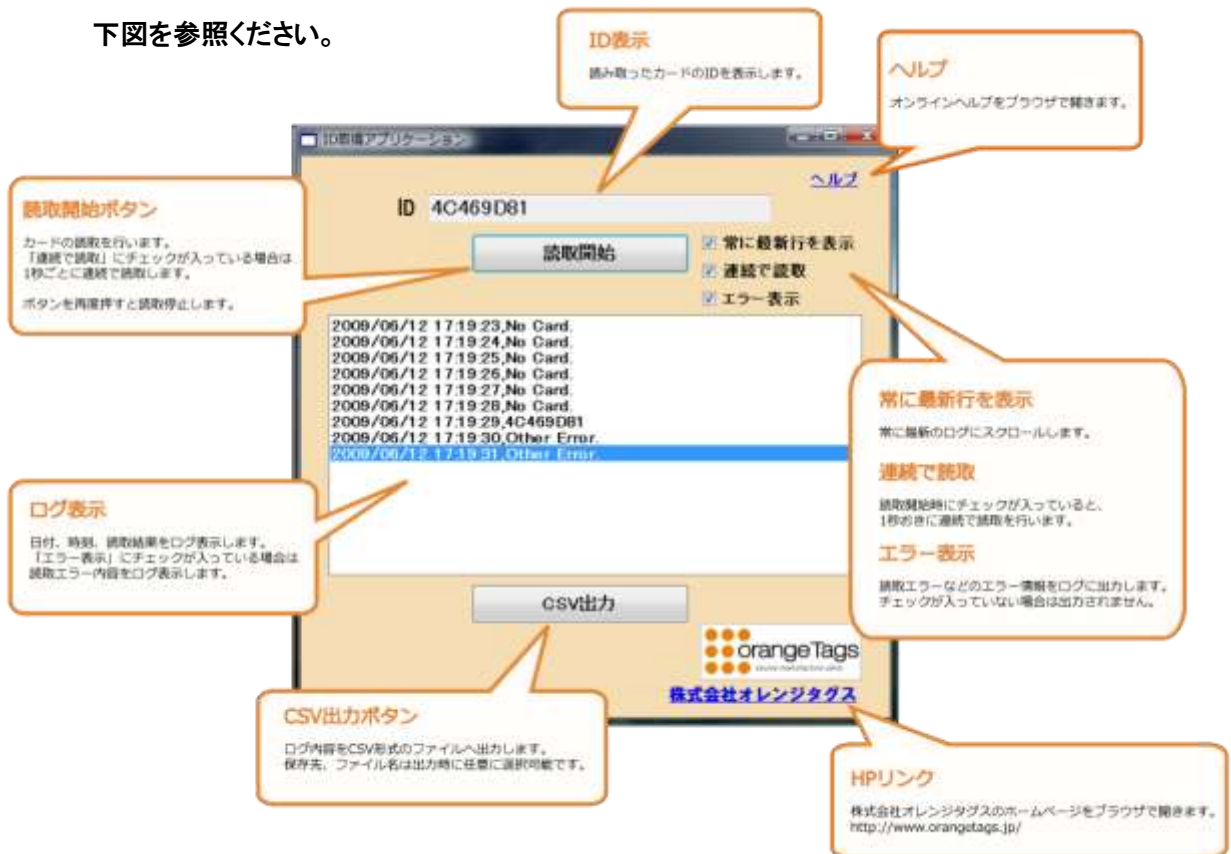 下図を参照ください。
ID表示
読み取ったカードのIDを表示します。
ヘルプ
オンラインヘルプをブラウザで開きます。
ヘルプ
読取開始ボタン
カードの読取を行います。
「連続で読取」にチェックが入っている場合は
1秒ごとに連続で読取します。
ボタンを再度押すと読取停止します。
ID 4C469D81
読取開始
常に最新行を表示
連続で読取
エラー表示
2009/06/12 17:19:23,No Card.
2009/06/12 17:19:24,No Card.
2009/06/12 17:19:25,No Card.
2009/06/12 17:19:26,No Card.
2009/06/12 17:19:27,No Card.
2009/06/12 17:19:28,No Card.
2009/06/12 17:19:29,4C469D81
2009/06/12 17:19:30,Other Error.
2009/06/12 17:19:31,Other Error.
常に最新行を表示
常に最新のログにスクロールします。
連続で読取
読取開始時にチェックが入っていると、
1秒おきに連続で読取を行います。
エラー表示
読取エラーなどのエラー情報をログに出力します。
チェックが入っていない場合は出力されません。
ログ表示
日付、時刻、読取結果をログ表示します。
「エラー表示」にチェックが入っている場合は
読取エラー内容をログ表示します。
CSV出力
orangeTags
株式会社オレンジタグス
CSV出力ボタン
ログ内容をCSV形式のファイルへ出力します。
保存先、ファイル名は出力時に任意に選択可能です。
HPリンク
株式会社オレンジタグスのホームページをブラウザで開きます。
http://www.orangetags.jp/